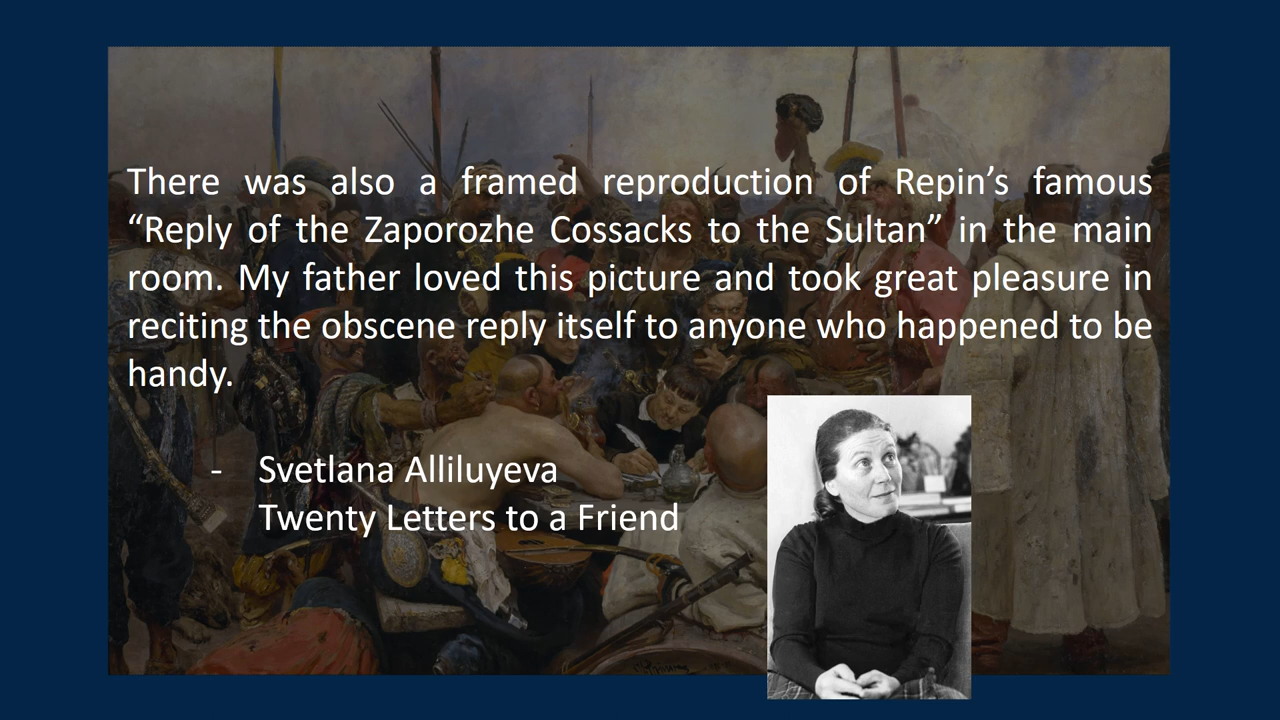 There was also a framed reproduction of Repin’s famous
“Reply of the Zaporozhe Cossacks to the Sultan” in the main
room. My father loved this picture and took great pleasure in
reciting the obscene reply itself to anyone who happened to be
handy.
- Svetlana Alliluyeva
Twenty Letters to a Friend